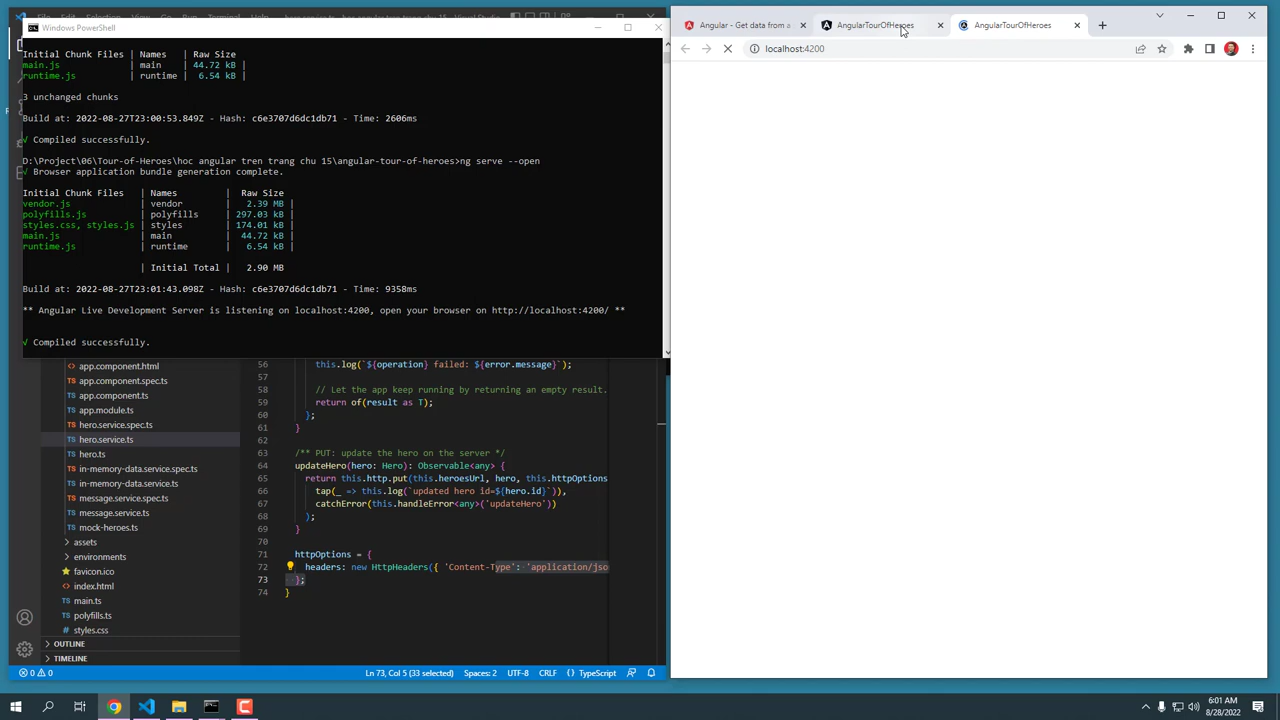 Windows PowerShell
Initial Chunk Files | Names | Raw Size
main.js | main | 44.72 kB |
runtime.js | runtime | 6.54 kB |
3 unchanged chunks
Build at: 2022-08-27T23:00:53.849Z - Hash: c6e3707d6dc1db71 - Time: 2606ms
√ Compiled successfully.
D:\Project\06\Tour-of-Heroes\hoc angular tren trang chu 15\angular-tour-of-heroes>ng serve --open
√ Browser application bundle generation complete.
Initial Chunk Files | Names | Raw Size
vendor.js | vendor | 2.39 MB |
polyfills.js | polyfills | 297.03 kB |
styles.css, styles.js | styles | 174.01 kB |
main.js | main | 44.72 kB |
runtime.js | runtime | 6.54 kB |
| Initial Total | 2.90 MB
Build at: 2022-08-27T23:01:43.098Z - Hash: c6e3707d6dc1db71 - Time: 9358ms
** Angular Live Development Server is listening on localhost:4200, open your browser on http://localhost:4200/ **
√ Compiled successfully.
app.component.html
app.component.spec.ts
app.component.ts
app.module.ts
hero.service.spec.ts
hero.service.ts
hero.ts
in-memory-data.service.spec.ts
in-memory-data.service.ts
message.service.spec.ts
message.service.ts
mock-heroes.ts
assets
environments
favicon.ico
index.html
main.ts
polyfills.ts
styles.css
OUTLINE
TIMELINE
56 this.log(`${operation} failed: ${error.message}`);
57
58 // Let the app keep running by returning an empty result.
59 return of(result as T);
60 };
61 }
62
63 /** PUT: update the hero on the server */
64 updateHero(hero: Hero): Observable<any> {
65 return this.http.put(this.heroesUrl, hero, this.httpOptions
66 tap(_ => this.log(`updated hero id=${hero.id}`)),
67 catchError(this.handleError<any>('updateHero'))
68 );
69 }
70
71 httpOptions = {
72 headers: new HttpHeaders({ 'Content-Type': 'application/jso
73 };
74 }
0 0
Ln 73, Col 5 (33 selected) Spaces: 2 UTF-8 CRLF {} TypeScript
Angular - Get data from a
AngularTourOfHeroes
AngularTourOfHeroes
localhost:4200
6:01 AM
8/28/2022